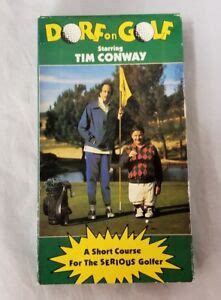 DORF on GOLF
Starring
TIM CONWAY
A Short Course
For The SERIOUS Golfer